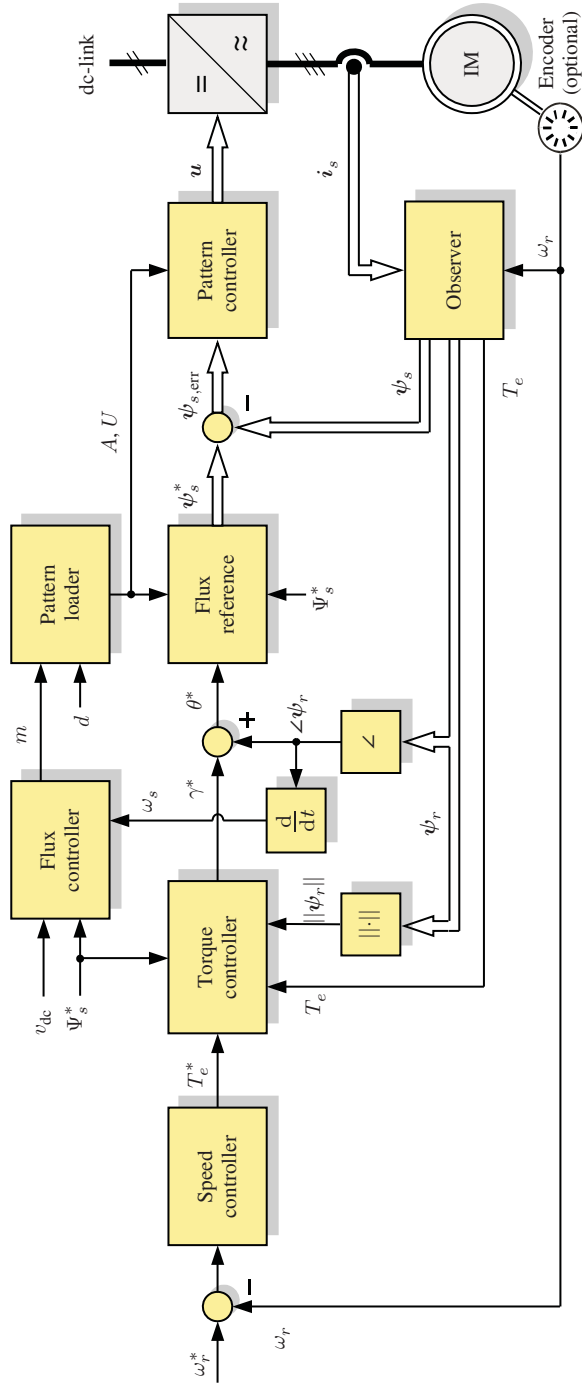 dc-link
=
≈
IM
Encoder
(optional)
u
i_s
Pattern
controller
Observer
ω_r
A, U
ψ_{s,err}
−
ψ_s
T_e
ψ_s^*
Pattern
loader
Flux
reference
Ψ_s^*
m
d
θ^*
+
∠ψ_r
∠
ψ_r
Flux
controller
ω_s
γ^*
d
dt
v_dc
Ψ_s^*
Torque
controller
||ψ_r||
||·||
T_e
T_e^*
Speed
controller
ω_r^*
−
ω_r